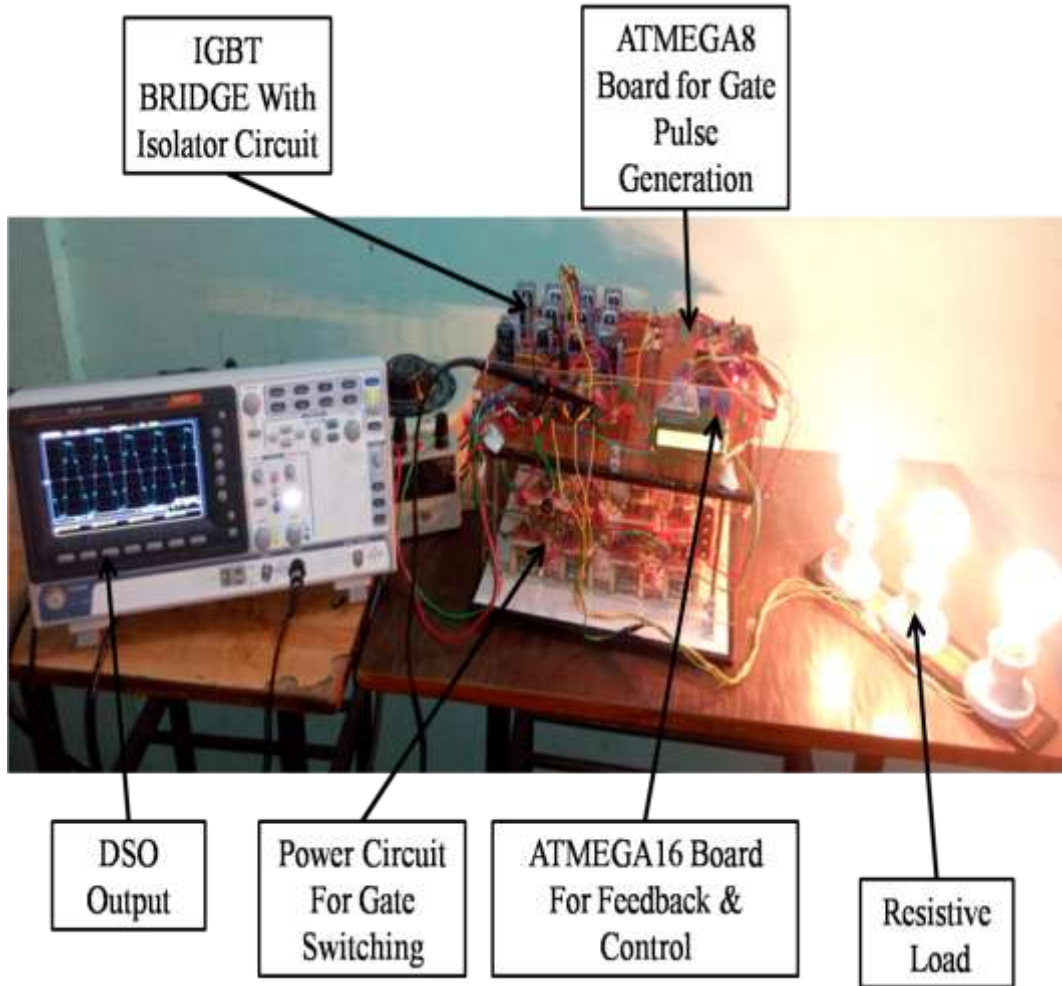 IGBT
BRIDGE With
Isolator Circuit
ATMEGA8
Board for Gate
Pulse
Generation
DSO
Output
Power Circuit
For Gate
Switching
ATMEGA16 Board
For Feedback &
Control
Resistive
Load